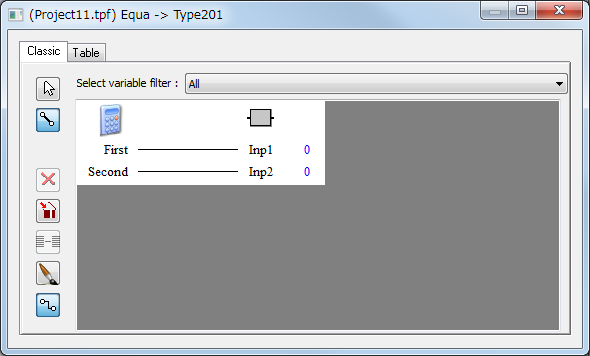 (Project11.tpf) Equa -> Type201
Classic Table
Select variable filter : All
First Inp1 0
Second Inp2 0